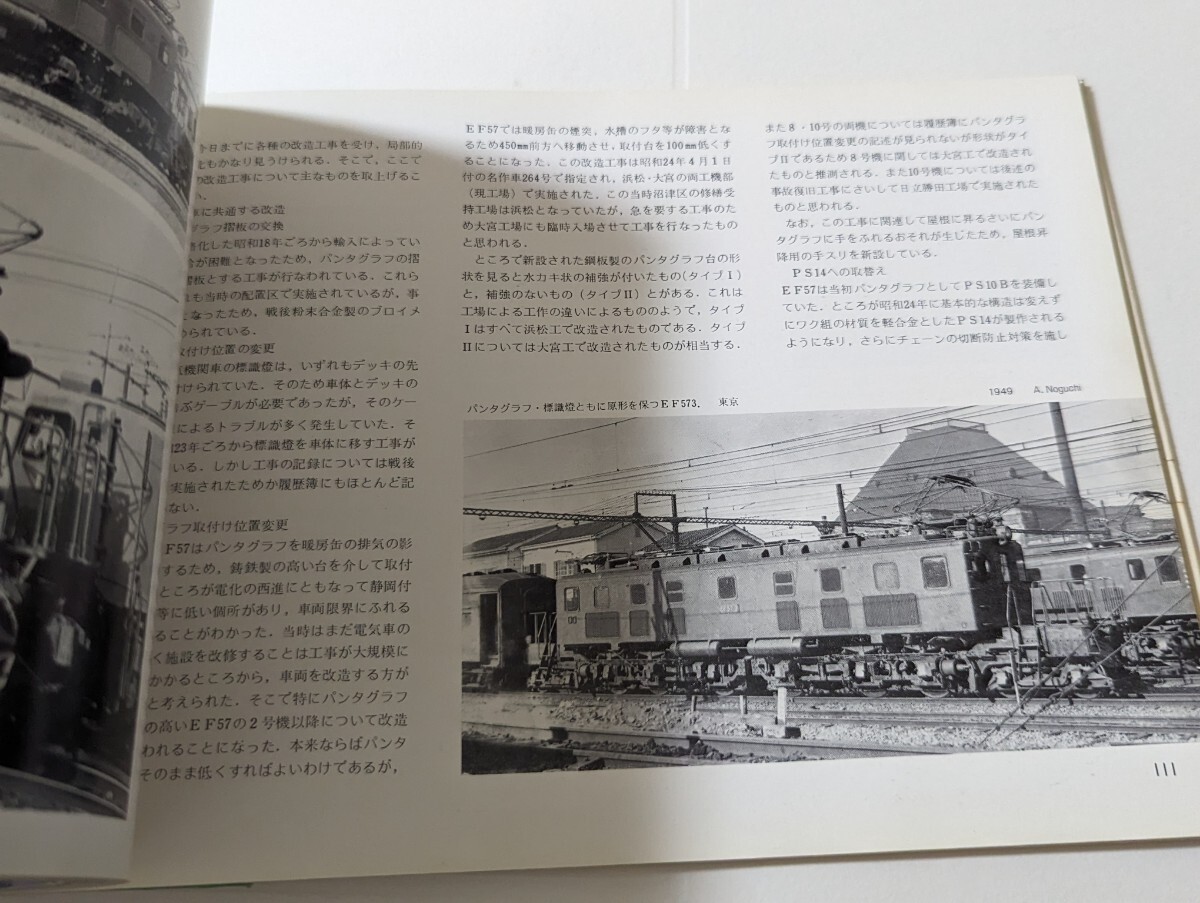 今日までに各種の改造工事を受け，局部的
もかなり見うけられる．そこで，ここで
の改造工事について主なものを取上げるこ
に共通する改造
グラフ摺板の交換
化した昭和18年ごろから輸入によってい
が困難となったため，パンタグラフの摺
板とする工事が行なわれている．これら
も当時の配置区で実施されているが，事
なったため，戦後粉末合金製のブロイメ
められている．
取付け位置の変更
機関車の標識燈は，いずれもデッキの先
けられていた．そのため車体とデッキの
ぶケーブルが必要であったが，そのケー
によるトラブルが多く発生していた．そ
23年ごろから標識燈を車体に移す工事が
いる．しかし工事の記録については戦後
実施されたためか履歴簿にもほとんど記
ない．
ラフ取付け位置変更
F57はパンタグラフを暖房缶の排気の影
するため，鋳鉄製の高い台を介して取付
ところが電化の西進にともなって静岡付
等に低い個所があり，車両限界にふれる
ることがわかった．当時はまだ電気車の
く施設を改修することは工事が大規模に
かかるところから，車両を改造する方が
と考えられた．そこで特にパンタグラフ
の高いEF57の2号機以降について改造
われることになった．本来ならばパンタ
そのまま低くすればよいわけであるが，
EF57では暖房缶の煙突，水槽のフタ等が障害とな
るため450mm前方へ移動させ，取付台を100mm低くす
ることになった．この改造工事は昭和24年4月1日
付の名作車264号で指定され，浜松・大宮の両工機部
（現工場）で実施された．この当時沼津区の修繕受
持工場は浜松となっていたが，急を要する工事のた
め大宮工場にも臨時入場させて工事を行なったもの
と思われる．
ところで新設された鋼板製のパンタグラフ台の形
状を見ると水カキ状の補強が付いたもの（タイプⅠ）
と，補強のないもの（タイプⅡ）とがある．これは
工場による工作の違いによるもののようで，タイプ
Ⅰはすべて浜松工で改造されたものである．タイプ
Ⅱについては大宮工で改造されたものが相当する．
また8・10号の両機については履歴簿にパンタグラ
フ取付け位置変更の記述が見られないが形状がタイ
プⅡであるため8号機に関しては大宮工で改造され
たものと推測される．また10号機については後述の
事故復旧工事にさいして日立勝田工場で実施された
ものと思われる．
なお，この工事に関連して屋根に昇るさいにパン
タグラフに手をふれるおそれが生じたため，屋根昇
降用の手スリを新設している．
PS14への取替え
EF57は当初パンタグラフとしてPS10Bを装備し
ていた．ところが昭和24年に基本的な構造は変えず
にワク組の材質を軽合金としたPS14が製作される
ようになり，さらにチェーンの切断防止対策を施し
パンタグラフ・標識燈ともに原形を保つEF573． 東京
1949 A. Noguchi
111